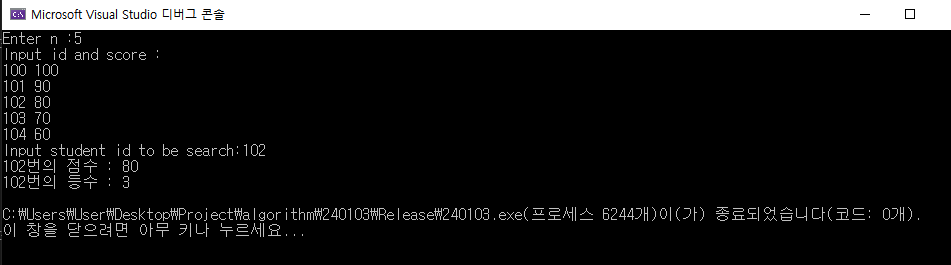 Microsoft Visual Studio 디버그 콘솔
Enter n :5
Input id and score :
100 100
101 90
102 80
103 70
104 60
Input student id to be search:102
102번의 점수 : 80
102번의 등수 : 3
C:₩Users₩User₩Desktop₩Project₩algorithm₩240103₩Release₩240103.exe(프로세스 6244개)이(가) 종료되었습니다(코드: 0개).
이 창을 닫으려면 아무 키나 누르세요...